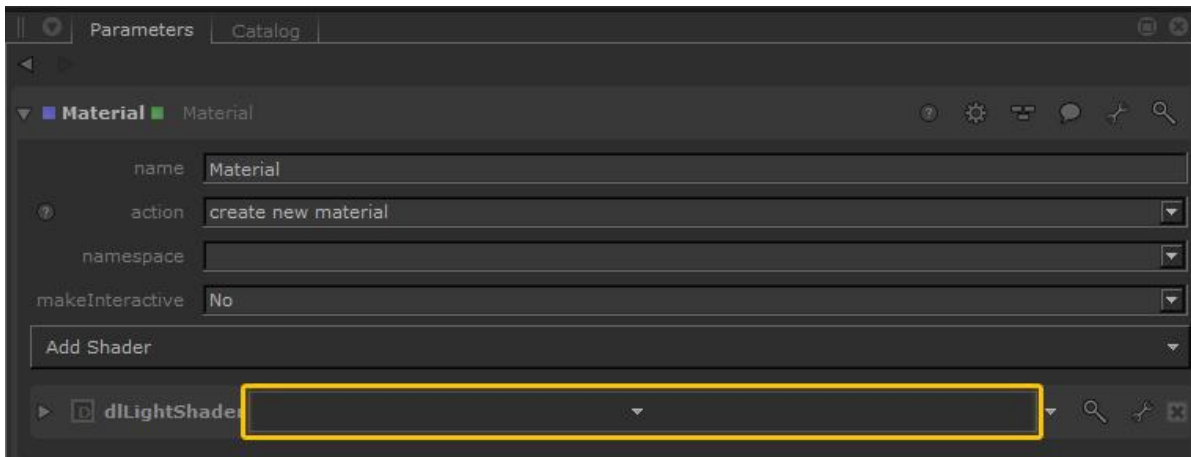 Parameters Catalog
Material Material
name Material
action create new material
namespace
makeInteractive No
Add Shader
D dlLightShader